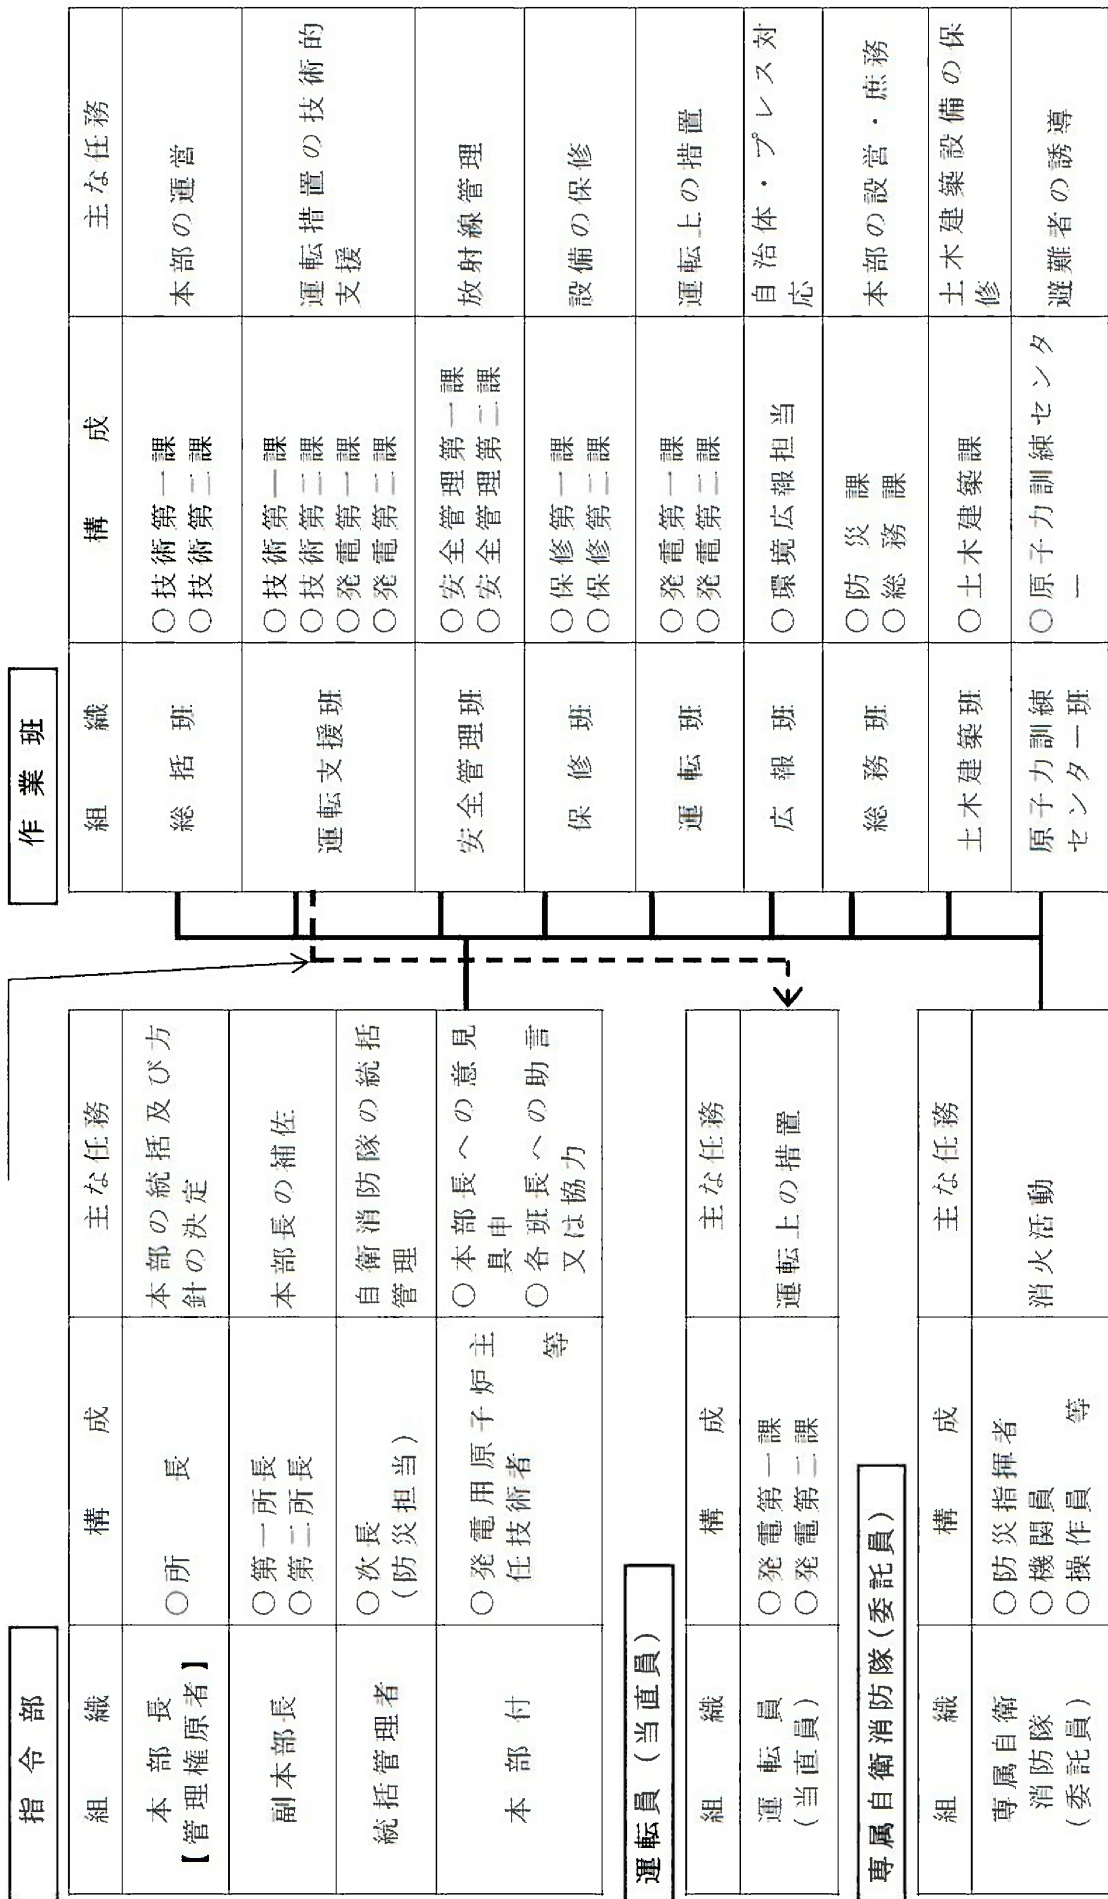 指令部
組織 構成 主な任務
本部長
【管理権原者】
○所長
本部の統括及び方
針の決定
副本部長
○第一所長
○第二所長
本部長の補佐
統括管理者
○次長
(防災担当)
自衛消防隊の統括
管理
本部付
○発電用原子炉主
任技術者
等
○本部長への意見
具申
○各班長への助言
又は協力
運転員(当直員)
組織 構成 主な任務
運転員
(当直員)
○発電第一課
○発電第二課
運転上の措置
専属自衛消防隊(委託員)
組織 構成 主な任務
専属自衛
消防隊
(委託員)
○防災指揮者
○機関員
○操作員 等
消火活動
作業班
組織 構成 主な任務
総括班
○技術第一課
○技術第二課
本部の運営
運転支援班
○技術第一課
○技術第二課
○発電第一課
○発電第二課
運転措置の技術的
支援
安全管理班
○安全管理第一課
○安全管理第二課
放射線管理
保修班
○保修第一課
○保修第二課
設備の保修
運転班
○発電第一課
○発電第二課
運転上の措置
広報班
○環境広報担当
自治体・プレス対
応
総務班
○防災課
○総務課
本部の設営・庶務
土木建築班
○土木建築課
土木建築設備の保
修
原子力訓練
センター班
○原子力訓練センタ
ー
避難者の誘導